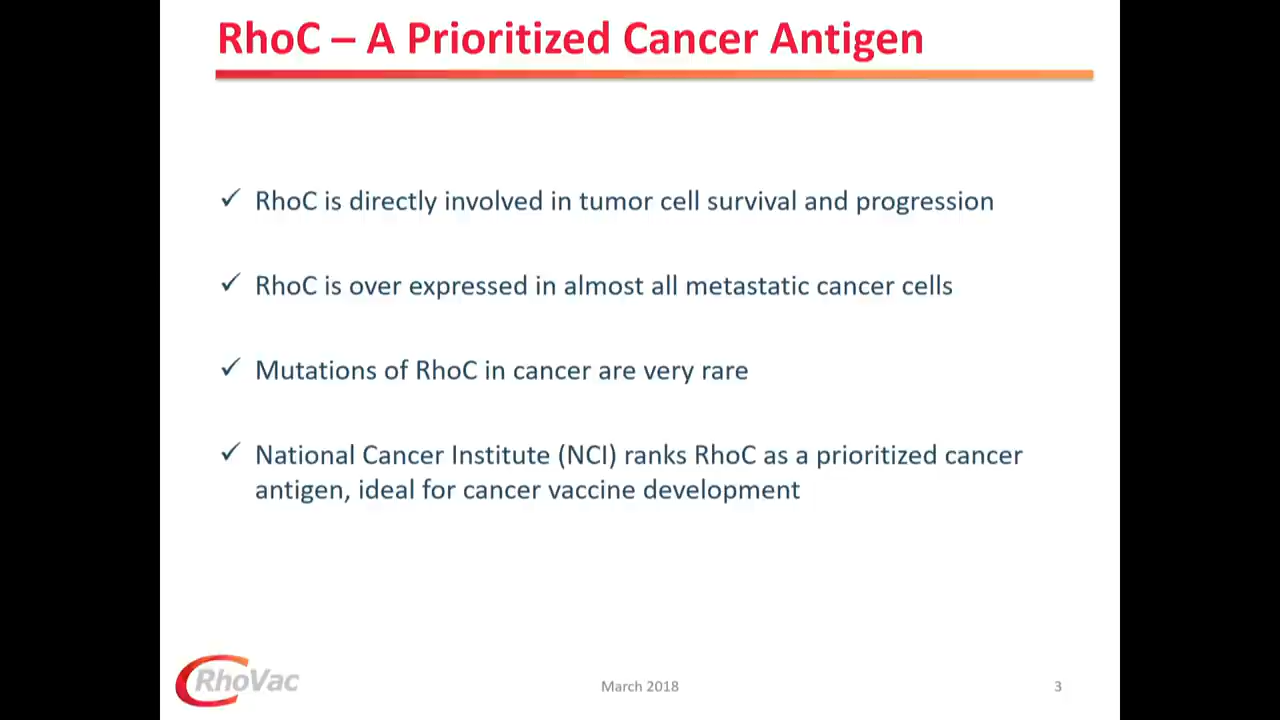 RhoC – A Prioritized Cancer Antigen
✓ RhoC is directly involved in tumor cell survival and progression
✓ RhoC is over expressed in almost all metastatic cancer cells
✓ Mutations of RhoC in cancer are very rare
✓ National Cancer Institute (NCI) ranks RhoC as a prioritized cancer
antigen, ideal for cancer vaccine development
RhoVac
March 2018
3